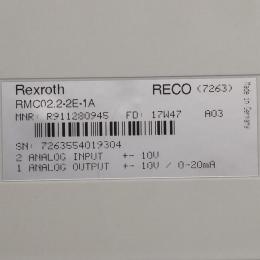 Rexroth RECO (7263)
RMC02.2-2E-1A
MNR: R911280945 FD: 17W47 A03
SN: 7263554019304
2 ANALOG INPUT +- 10V
1 ANALOG OUTPUT +- 10V / 0-20mA
Made in Germany